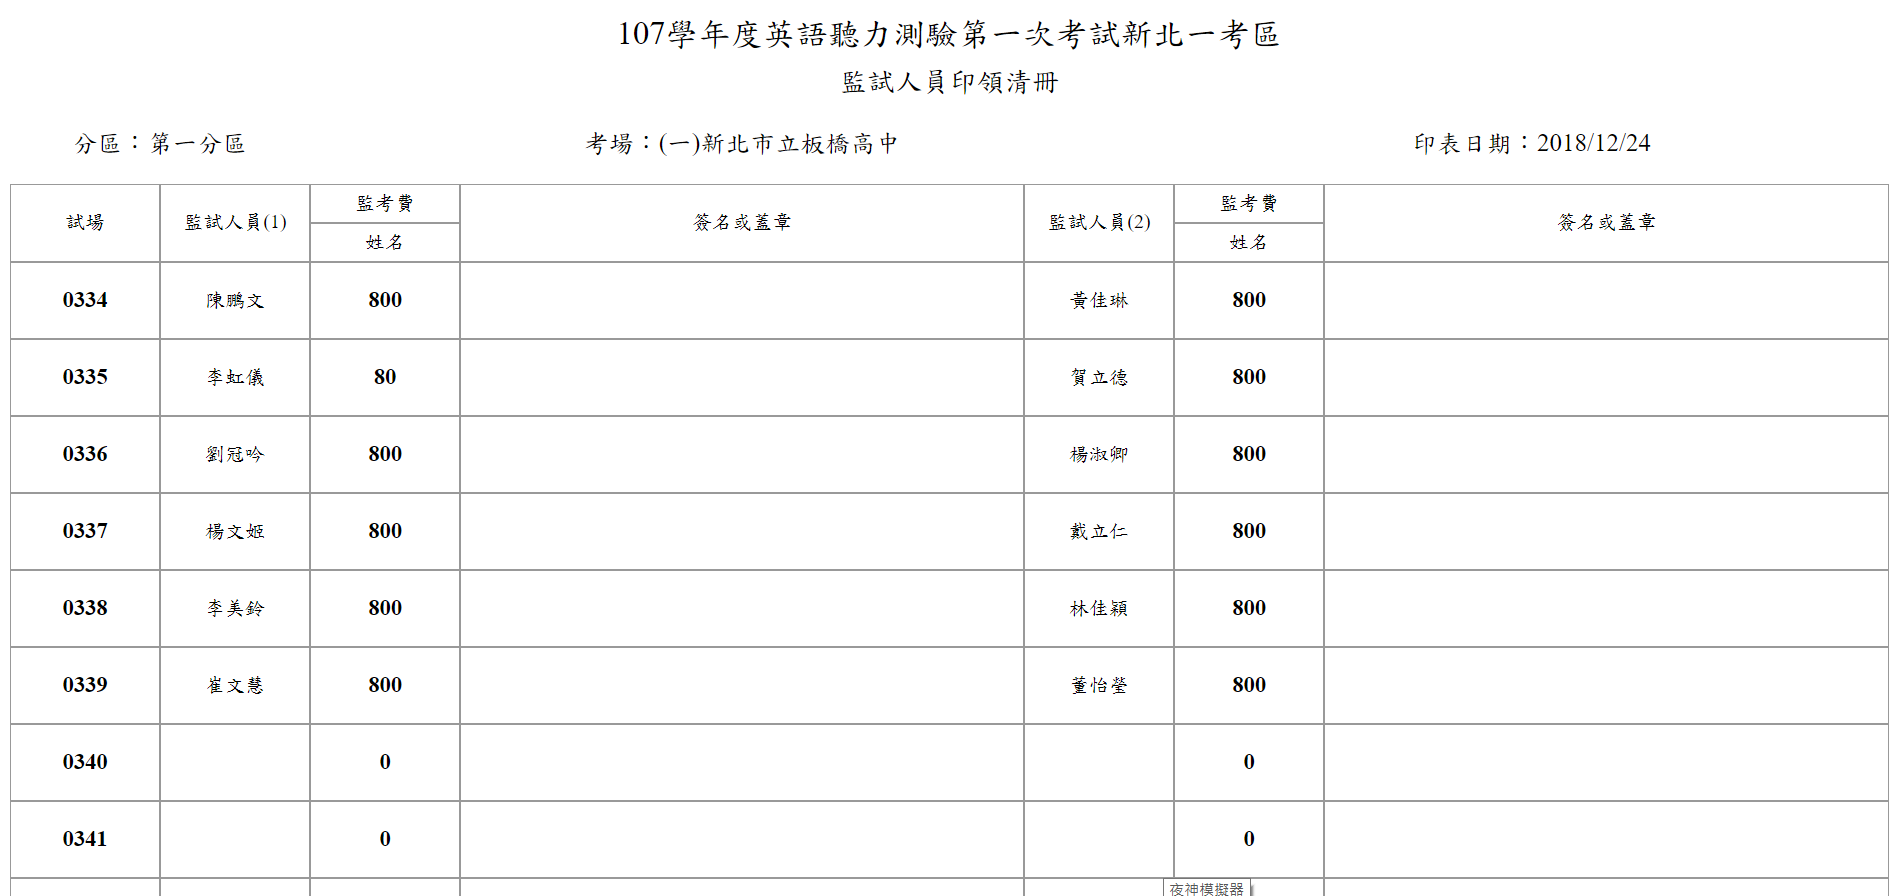 107學年度英語聽力測驗第一次考試新北一考區
監試人員印領清冊
分區：第一分區 考場：(一)新北市立板橋高中 印表日期：2018/12/24
試場 監試人員(1) 監考費 姓名 簽名或蓋章 監試人員(2) 監考費 姓名 簽名或蓋章
0334 陳鵬文 800 黃佳琳 800
0335 李虹儀 80 賀立德 800
0336 劉冠吟 800 楊淑卿 800
0337 楊文姬 800 戴立仁 800
0338 李美鈴 800 林佳穎 800
0339 崔文慧 800 董怡瑩 800
0340 0 0
0341 0 0
夜神模擬器